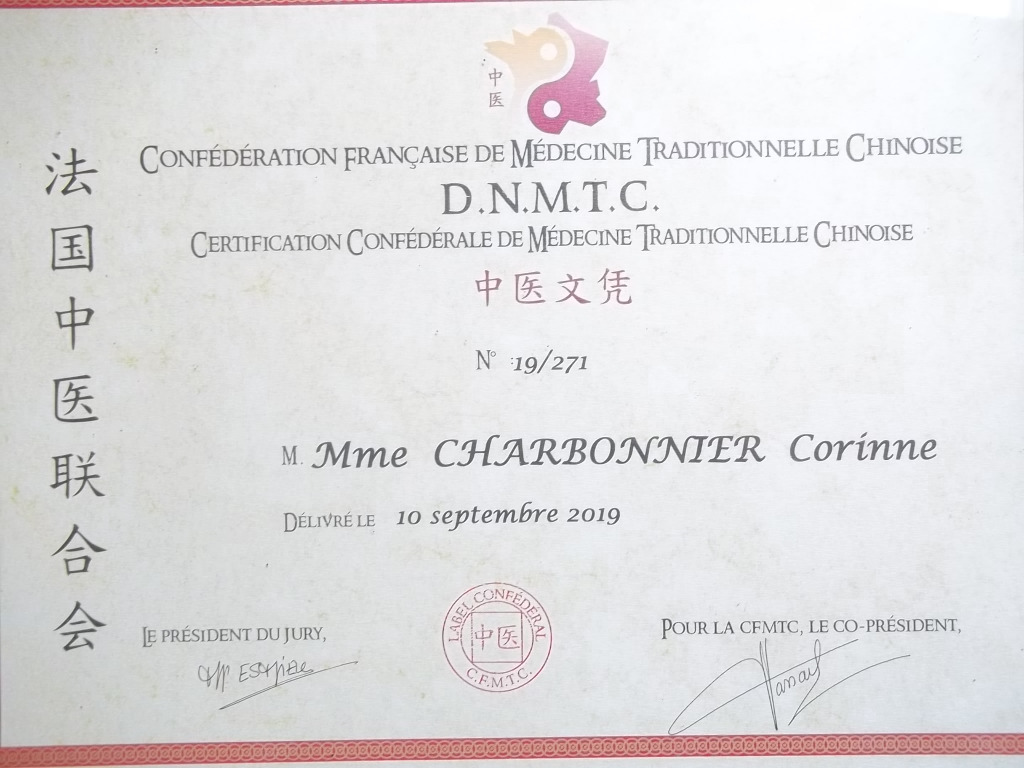 中医
CONFÉDÉRATION FRANÇAISE DE MÉDECINE TRADITIONNELLE CHINOISE
D.N.M.T.C.
CERTIFICATION CONFÉDÉRALE DE MÉDECINE TRADITIONNELLE CHINOISE
中医文凭
法国中医联合会
N° 19/271
M. Mme CHARBONNIER Corinne
DÉLIVRÉ LE 10 septembre 2019
LE PRÉSIDENT DU JURY,
LABEL CONFÉDÉRAL
中医
C.F.M.T.C.
POUR LA CFMTC, LE CO-PRÉSIDENT,